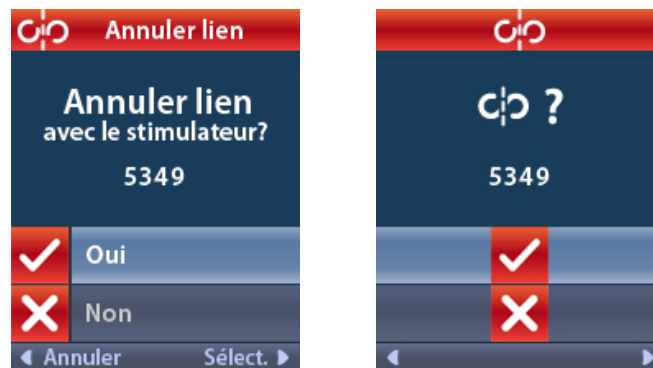 Annuler lien
Annuler lien
avec le stimulateur?
5349
Oui
Non
Annuler Sélect.
?
5349